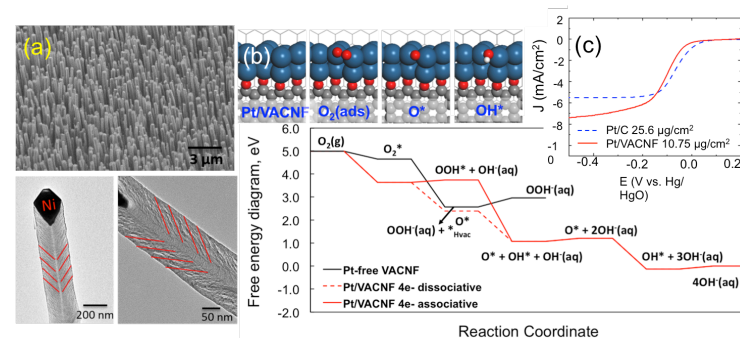 (a)
3 μm
Ni
200 nm
50 nm
(b)
Pt/VACNF
O2(ads)
O*
OH*
Free energy diagram, eV
6.0
5.0
4.0
3.0
2.0
1.0
0.0
-1.0
-2.0
O2(g)
O2*
OOH* + OH-(aq)
OOH-(aq)
O*
OOH-(aq) + *Hvac
O* + OH* + OH-(aq)
O* + 2OH-(aq)
OH* + 3OH-(aq)
4OH-(aq)
Pt-free VACNF
Pt/VACNF 4e- dissociative
Pt/VACNF 4e- associative
Reaction Coordinate
(c)
J (mA/cm2)
0
-2
-4
-6
-8
-1
0
Pt/C 25.6 μg/cm2
Pt/VACNF 10.75 μg/cm2
-0.4
-0.2
0.0
0.2
E (V vs. Hg/
HgO)